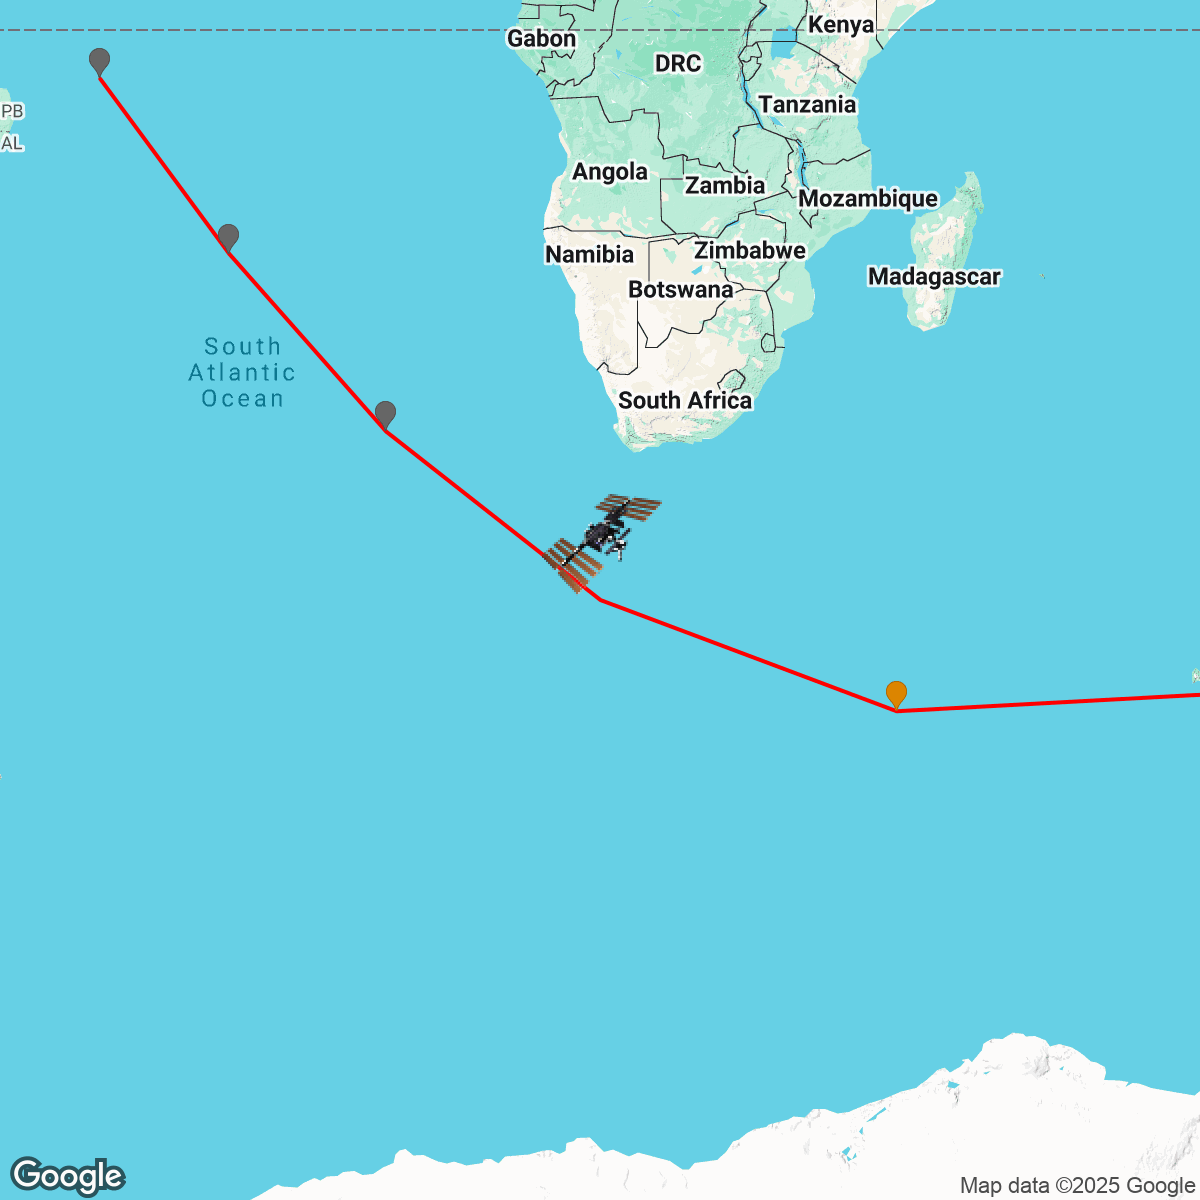 Gabon
Kenya
DRC
Tanzania
PB
AL
Angola
Zambia
Mozambique
Namibia
Zimbabwe
Botswana
Madagascar
South
Atlantic
Ocean
South Africa
Google
Map data ©2025 Google